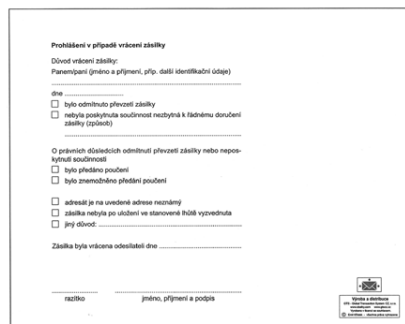 Prohlášení v případě vrácení zásilky
Důvod vrácení zásilky:
Panem/paní (jméno a příjmení, příp. další identifikační údaje)
dne
bylo odmítnuto převzetí zásilky
nebyla poskytnuta součinnost nezbytná k řádnému doručení
zásilky (způsob)
O právních důsledcích odmítnutí převzetí zásilky nebo nepos-
kytnutí součinnosti
bylo předáno poučení
bylo znemožněno předání poučení
adresát je na uvedené adrese neznámý
zásilka nebyla po uložení ve stanovené lhůtě vyzvednuta
jiný důvod:
Zásilka byla vrácena odesílateli dne
razítko jméno, příjmení a podpis
Výroba a distribuce